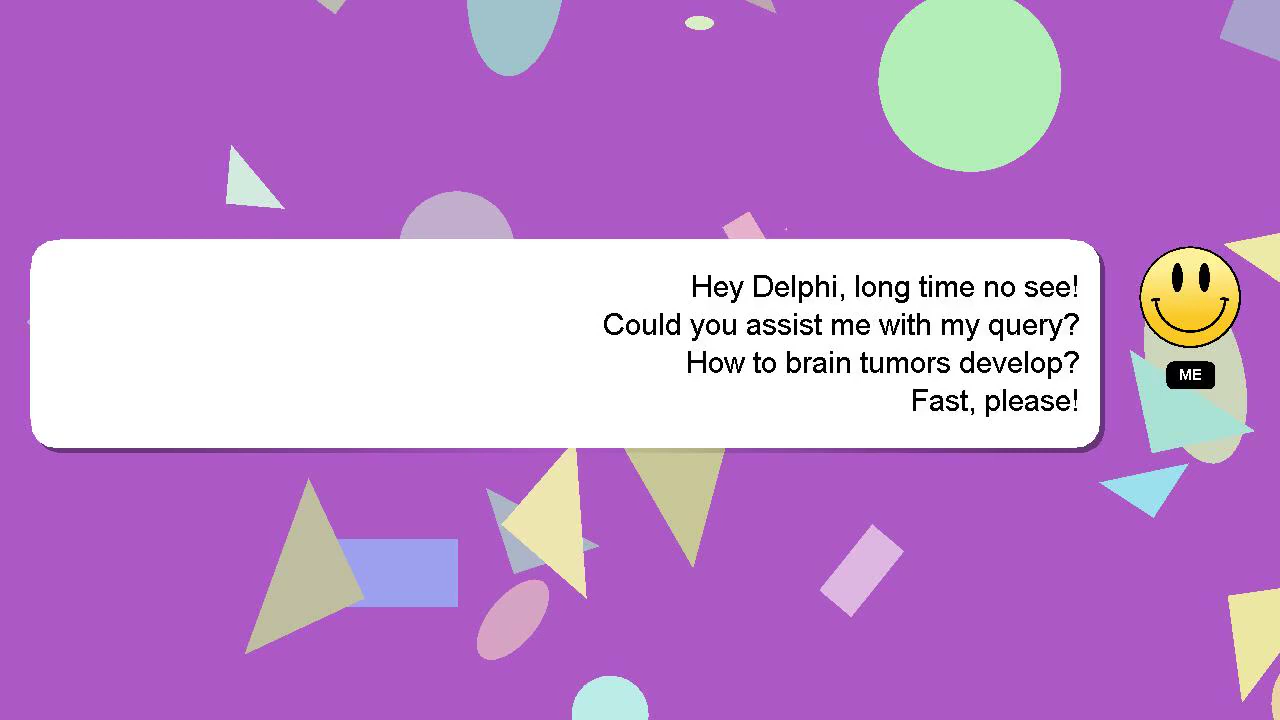 Hey Delphi, long time no see!
Could you assist me with my query?
How to brain tumors develop?
Fast, please!
ME